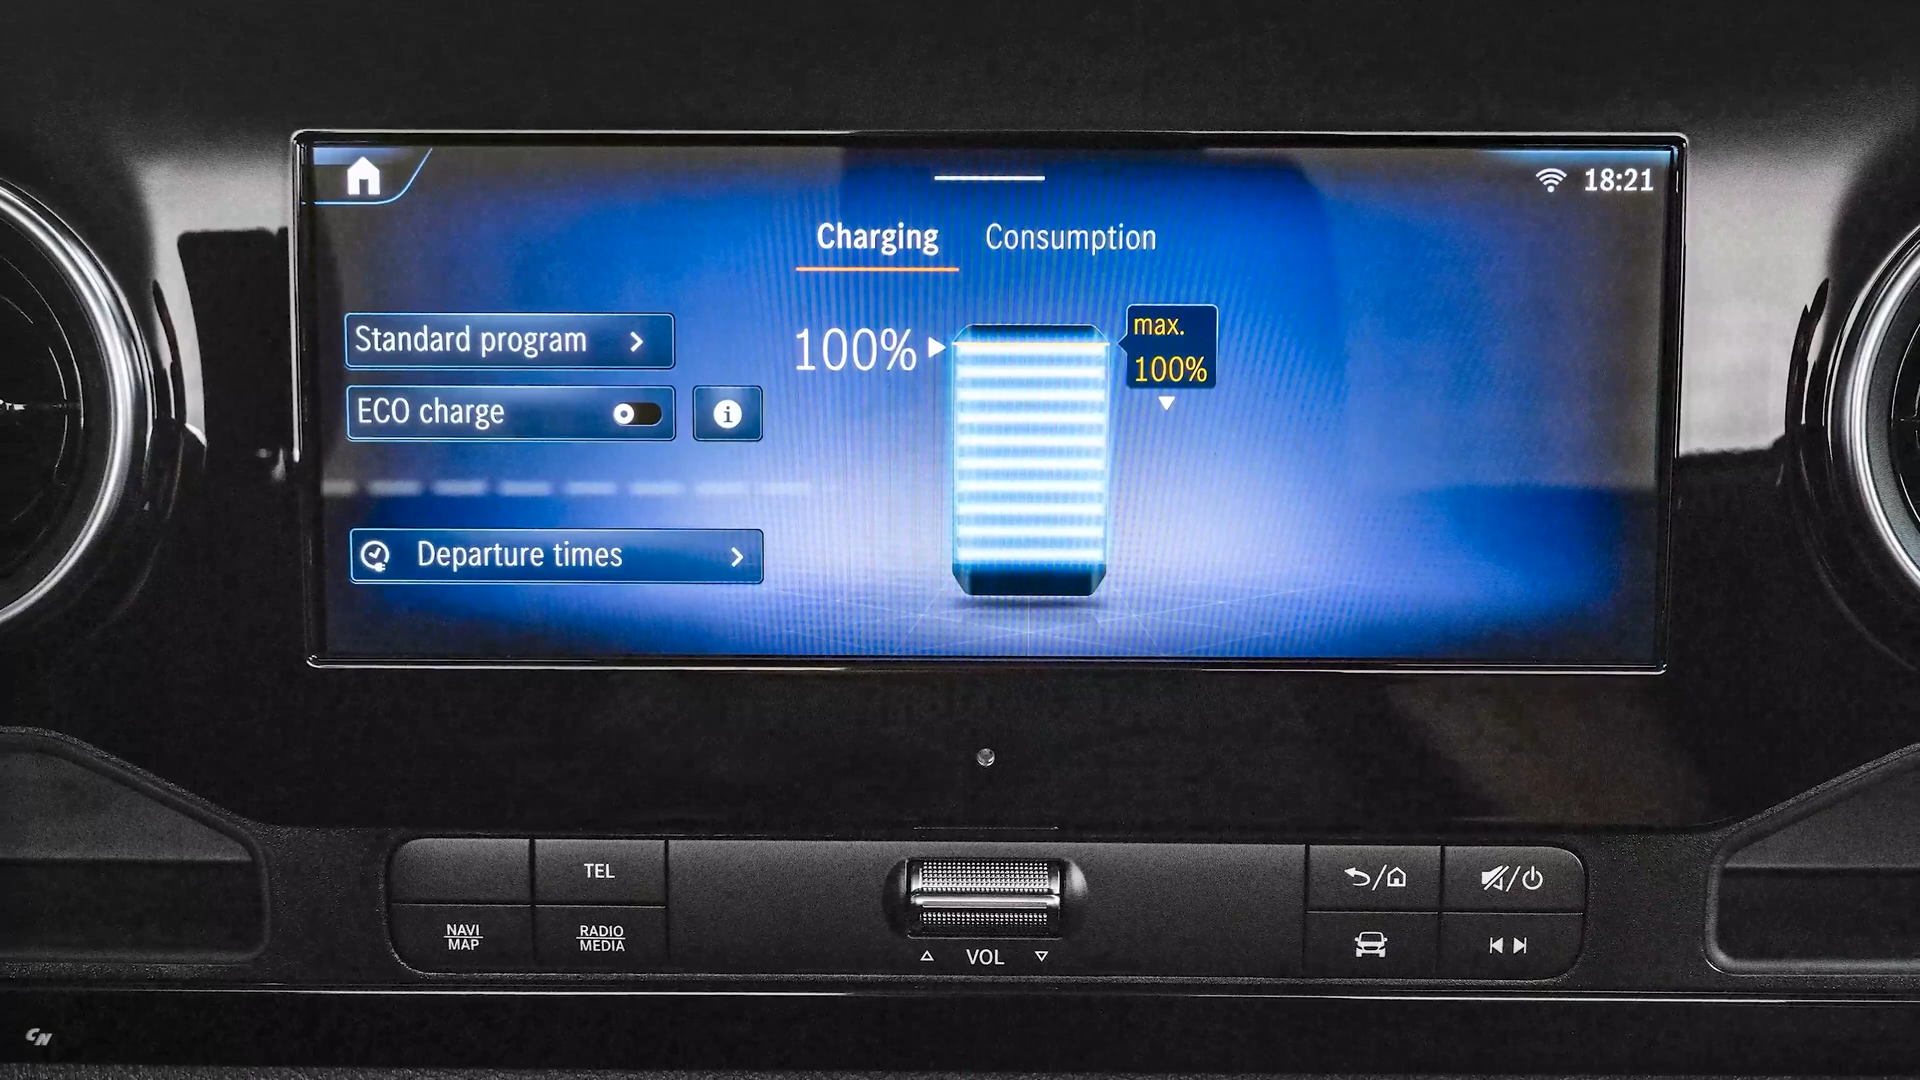 18:21
Charging
Consumption
Standard program
100%
max.
100%
ECO charge
i
Departure times
TEL
NAVI
MAP
RADIO
MEDIA
VOL
CN